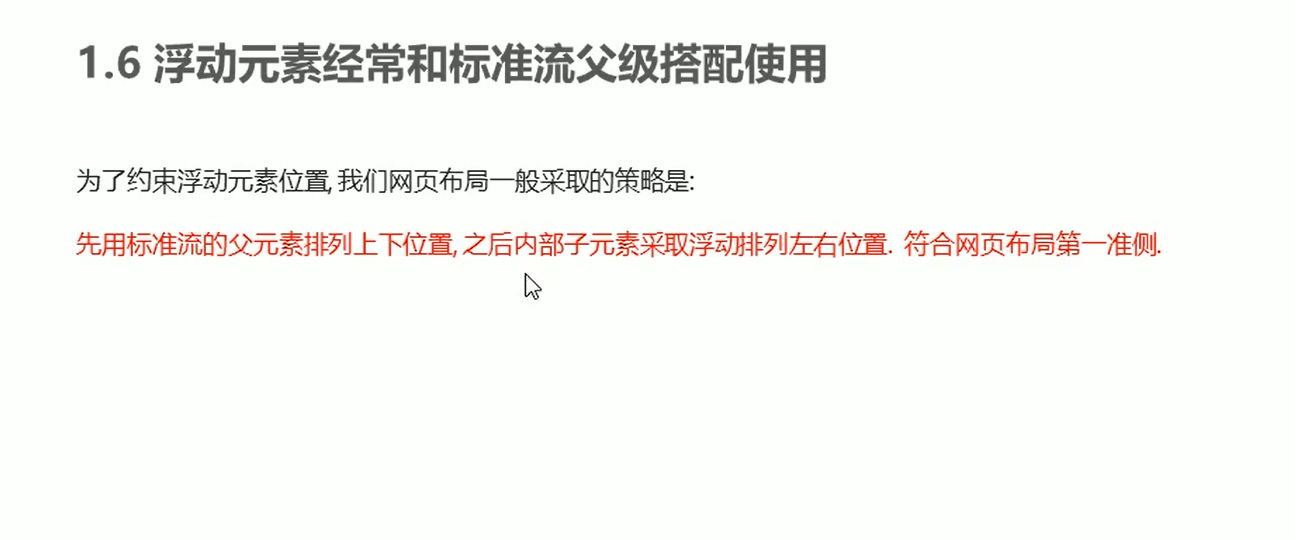 1.6 浮动元素经常和标准流父级搭配使用
为了约束浮动元素位置, 我们网页布局一般采取的策略是:
先用标准流的父元素排列上下位置, 之后内部子元素采取浮动排列左右位置. 符合网页布局第一准侧.